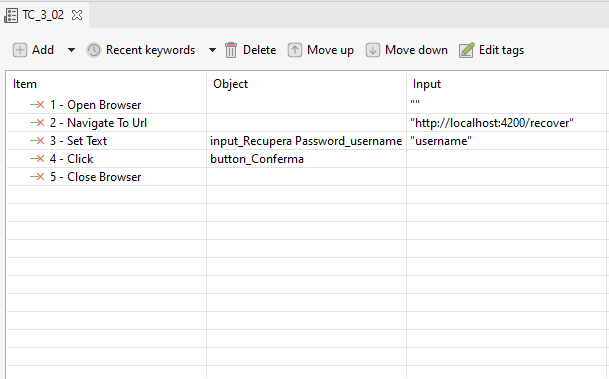 TC_3_02
Add Recent keywords Delete Move up Move down Edit tags
Item Object Input
1 - Open Browser ""
2 - Navigate To Url "http://localhost:4200/recover"
3 - Set Text input_Recupera Password_username "username"
4 - Click button_Conferma
5 - Close Browser